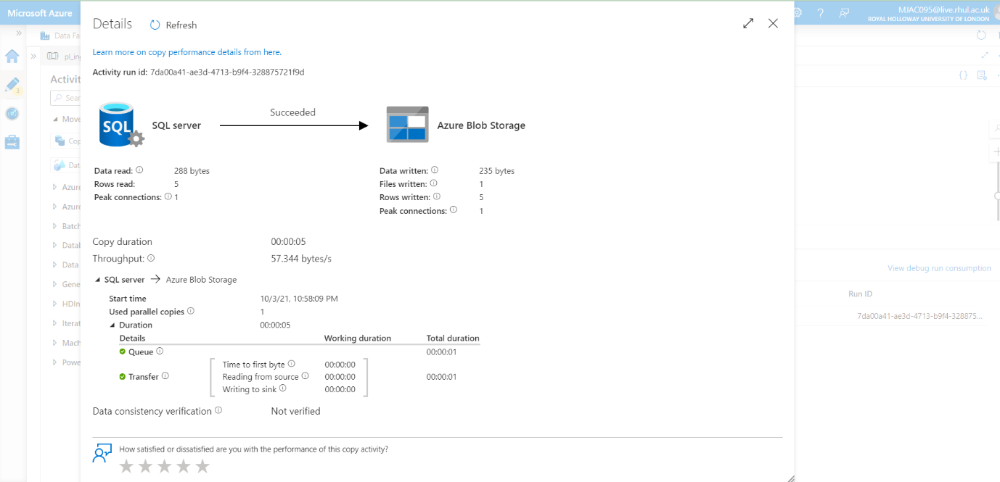 Microsoft Azure
MJAC095@live.rhul.ac.uk
ROYAL HOLLOWAY UNIVERSITY OF LONDON
Details
Refresh
Data Fa
pl_in
Activit
Sear
Move
Cop
Dat
Azure
Azure
Batch
Datal
Data
Gene
HDIn
Iterat
Mach
Powe
Learn more on copy performance details from here.
Activity run id: 7da00a41-ae3d-4713-b9f4-328875721f9d
SQL
SQL server
Succeeded
Azure Blob Storage
Data read: 288 bytes
Rows read: 5
Peak connections: 1
Data written: 235 bytes
Files written: 1
Rows written: 5
Peak connections: 1
Copy duration 00:00:05
Throughput: 57.344 bytes/s
SQL server → Azure Blob Storage
Start time 10/3/21, 10:58:09 PM
Used parallel copies 1
Duration 00:00:05
Details Working duration Total duration
Queue 00:00:01
Time to first byte 00:00:00
Transfer Reading from source 00:00:00 00:00:01
Writing to sink 00:00:00
Data consistency verification Not verified
How satisfied or dissatisfied are you with the performance of this copy activity?
View debug run consumption
Run ID
7da00a41-ae3d-4713-b9f4-328875...